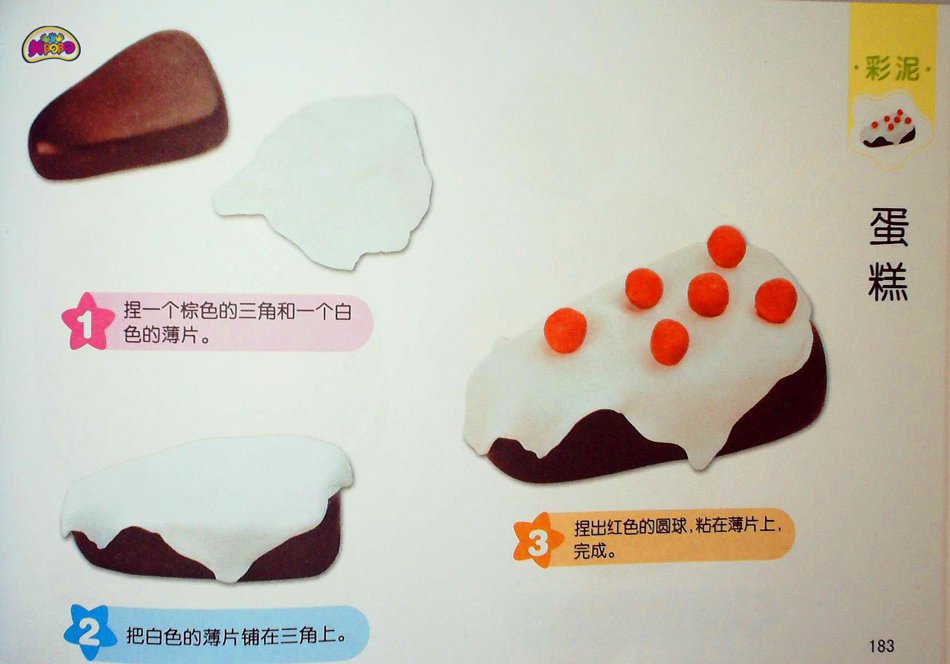 ·彩泥·
蛋糕
1
捏一个棕色的三角和一个白
色的薄片。
2
把白色的薄片铺在三角上。
3
捏出红色的圆球,粘在薄片上,
完成。
183